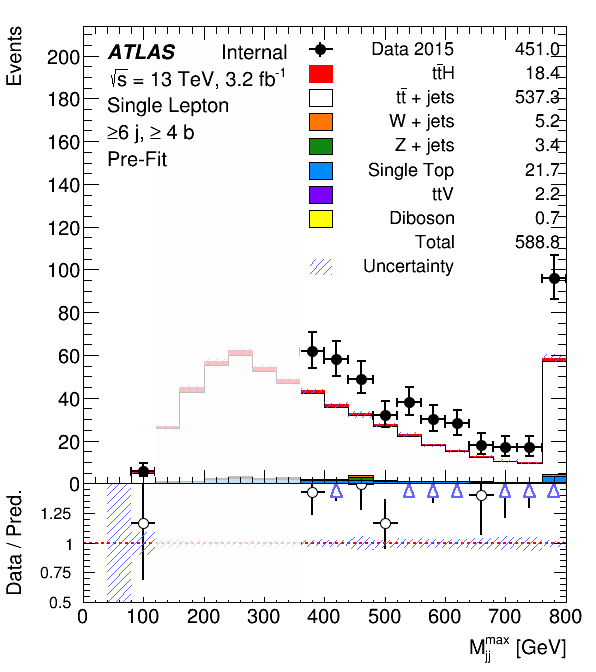 Events
ATLAS Internal
√s = 13 TeV, 3.2 fb⁻¹
Single Lepton
≥6 j, ≥ 4 b
Pre-Fit
Data 2015 451.0
tt̄H 18.4
tt̄ + jets 537.3
W + jets 5.2
Z + jets 3.4
Single Top 21.7
ttV 2.2
Diboson 0.7
Total 588.8
Uncertainty
200
180
160
140
120
100
80
60
40
20
0
Data / Pred.
1.25
1
0.75
0.5
0 100 200 300 400 500 600 700 800
M_jj^max [GeV]